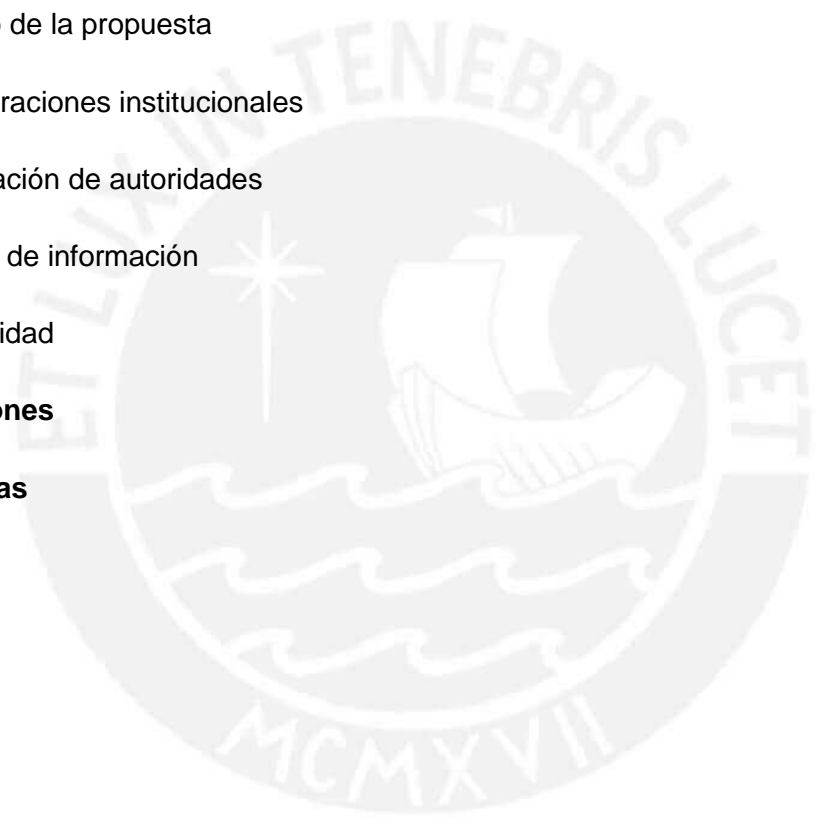 o de la propuesta
raciones institucionales
ación de autoridades
de información
idad
ones
as
ET LUX IN TENEBRIS LUCET
MCMXVII